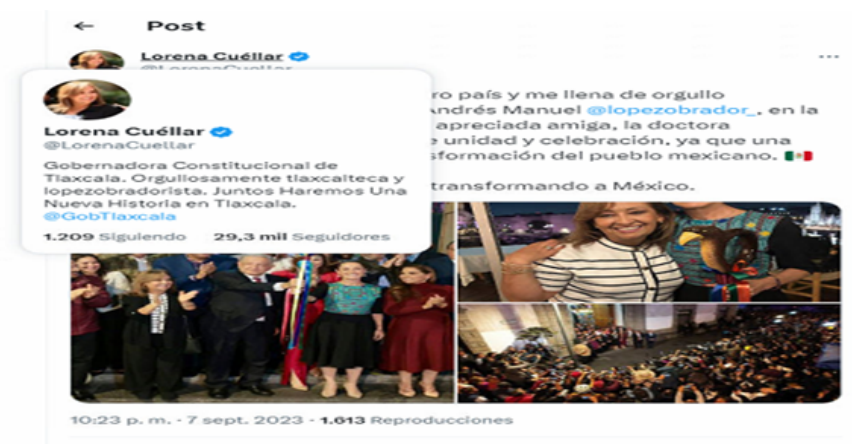 ← Post
Lorena Cuéllar
@LorenaCuellar
...
Lorena Cuéllar
@LorenaCuellar
Gobernadora Constitucional de
Tlaxcala. Orgullosamente tlaxcalteca y
lopezobradorista. Juntos Haremos Una
Nueva Historia en Tlaxcala.
@GobTlaxcala
1.209 Siguiendo 29,3 mil Seguidores
ro país y me llena de orgullo
Andrés Manuel @lopezobrador_, en la
apreciada amiga, la doctora
e unidad y celebración, ya que una
sformación del pueblo mexicano. 🇲🇽
transformando a México.
10:23 p. m. · 7 sept. 2023 · 1.613 Reproducciones